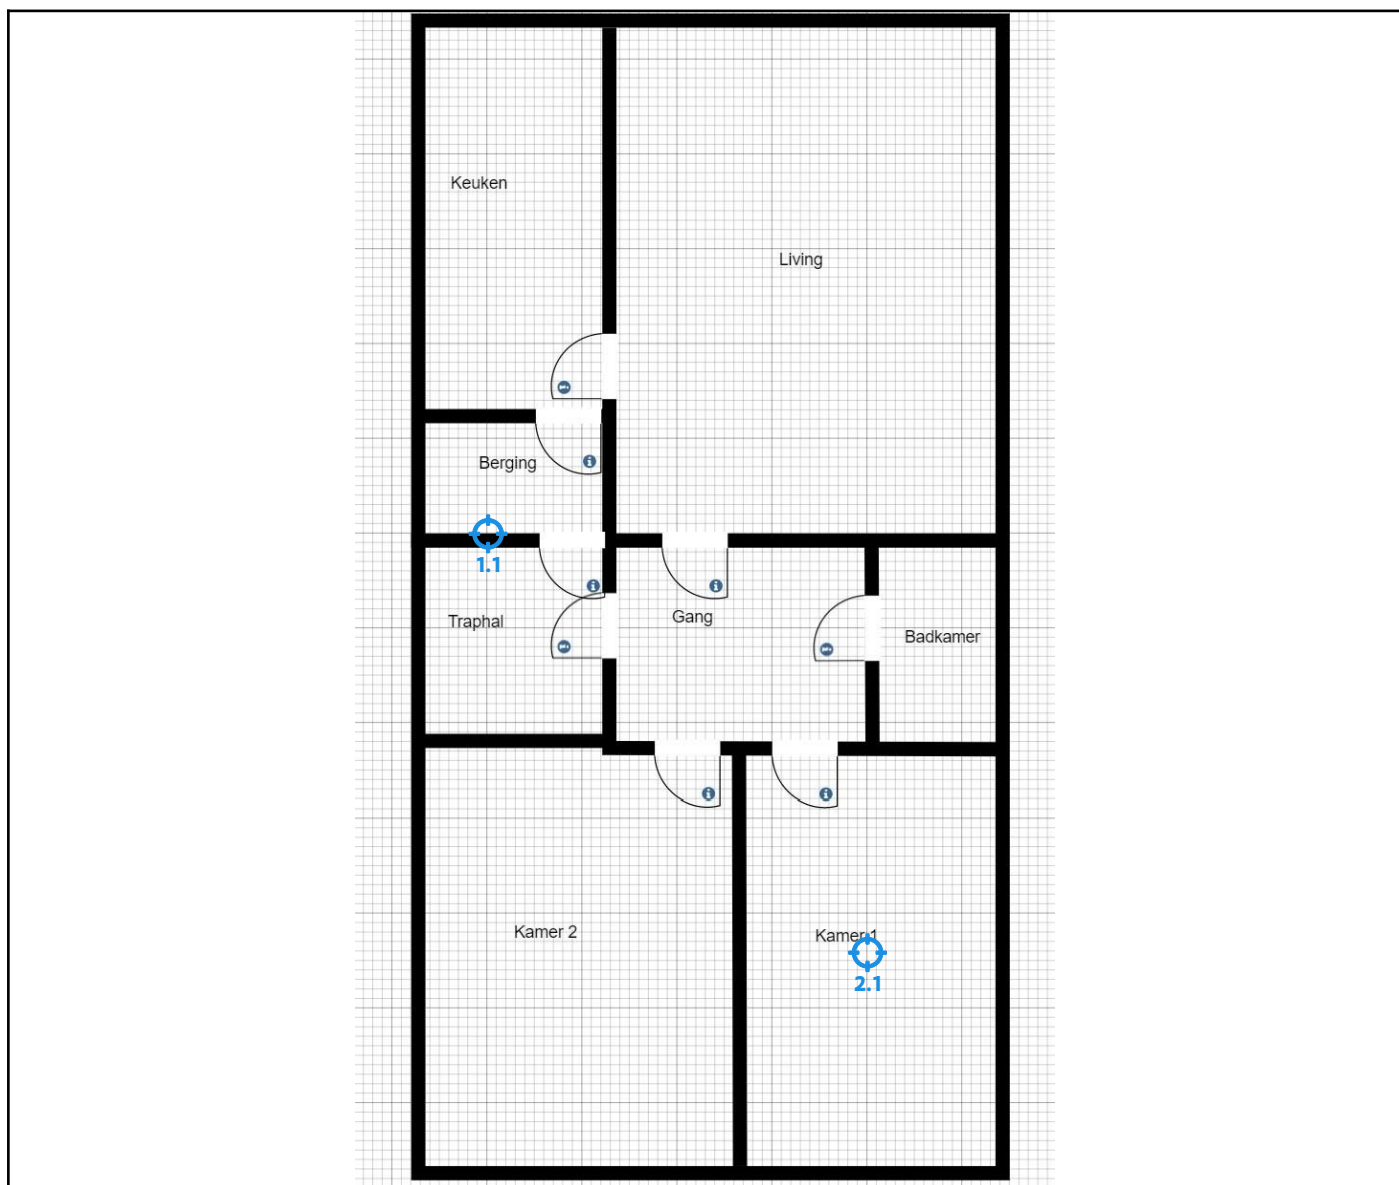 Keuken
Living
Berging
1.1
Traphal
Gang
Badkamer
Kamer 2
Kamer 1
2.1